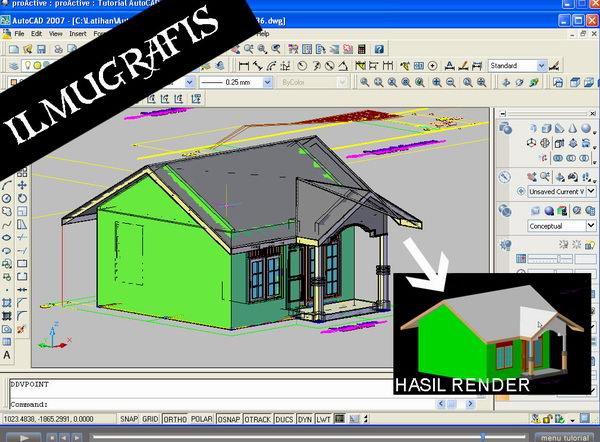 proActive : proActive : Tutorial AutoCAD
AutoCAD 2007 - [C:\Latihan\Au
36.dwg]
File Edit View Insert
ILMUGRAFIS
Standard
0.25 mm
ByColor
Unsaved Current V
Conceptual
HASIL RENDER
DDVPOINT
Command:
1023.4838, -1865.2991, 0.0000 SNAP GRID ORTHO POLAR OSNAP OTRACK DUCS DYN LWT
menu tutorial